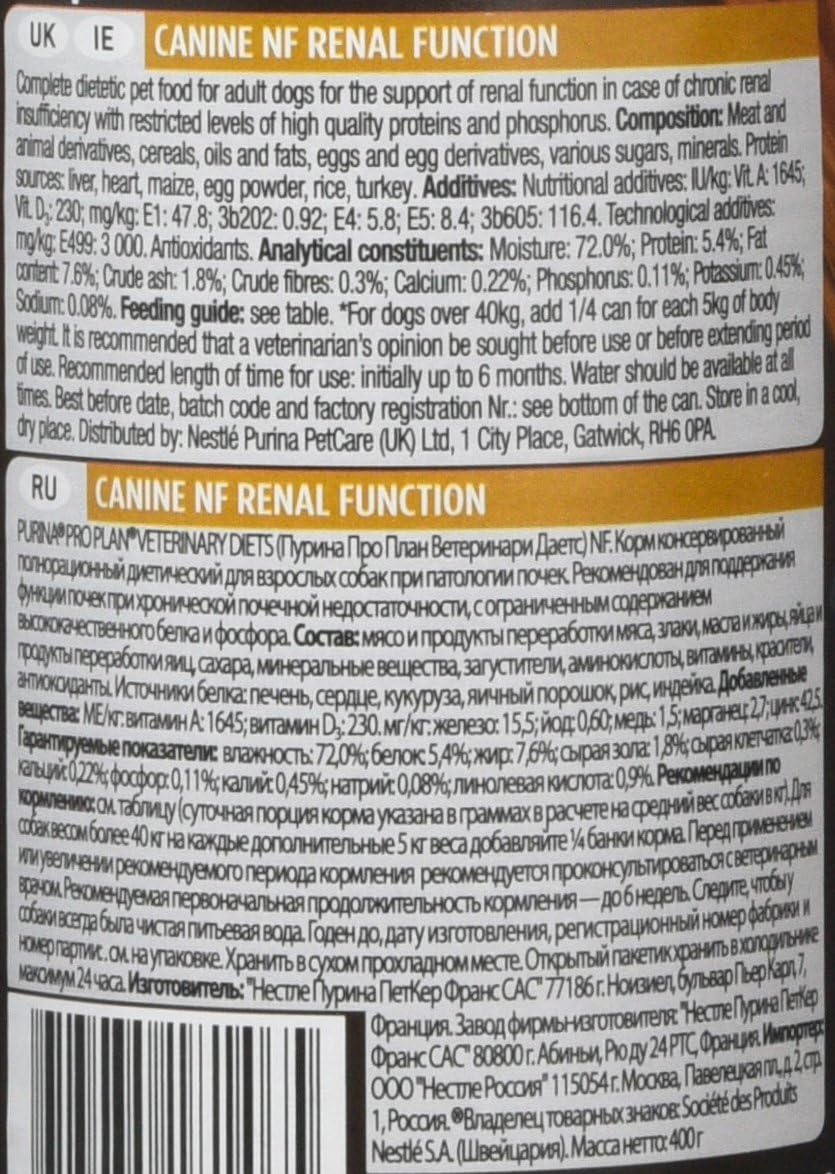 UK IE CANINE NF RENAL FUNCTION
Complete dietetic pet food for adult dogs for the support of renal function in case of chronic renal
insufficiency with restricted levels of high quality proteins and phosphorus. Composition: Meat and
animal derivatives, cereals, oils and fats, eggs and egg derivatives, various sugars, minerals. Protein
sources: liver, heart, maize, egg powder, rice, turkey. Additives: Nutritional additives: IU/kg: Vit. A: 1645;
Vit. D₃: 230; mg/kg: E1: 47.8; 3b202: 0.92; E4: 5.8; E5: 8.4; 3b605: 116.4. Technological additives:
mg/kg: E499: 3 000. Antioxidants. Analytical constituents: Moisture: 72.0%; Protein: 5.4%; Fat
content: 7.6%; Crude ash: 1.8%; Crude fibres: 0.3%; Calcium: 0.22%; Phosphorus: 0.11%; Potassium: 0.45%;
Sodium: 0.08%. Feeding guide: see table. *For dogs over 40kg, add 1/4 can for each 5kg of body
weight. It is recommended that a veterinarian's opinion be sought before use or before extending period
of use. Recommended length of time for use: initially up to 6 months. Water should be available at all
times. Best before date, batch code and factory registration Nr.: see bottom of the can. Store in a cool,
dry place. Distributed by: Nestlé Purina PetCare (UK) Ltd, 1 City Place, Gatwick, RH6 0PA.
RU CANINE NF RENAL FUNCTION
PURINA® PRO PLAN® VETERINARY DIETS (Пурина Про План Ветеринари Даетс) NF. Корм консервированный
полнорационный диетический для взрослых собак при патологии почек. Рекомендован для поддержания
функции почек при хронической почечной недостаточности, с ограниченным содержанием
высококачественного белка и фосфора. Состав: мясо и продукты переработки мяса, злаки, масла и жиры, яйца и
продукты переработки яиц, сахара, минеральные вещества, загустители, аминокислоты, витамины, красители,
антиоксиданты. Источники белка: печень, сердце, кукуруза, яичный порошок, рис, индейка. Добавленные
вещества: МЕ/кг: витамин А: 1645; витамин D₃: 230. мг/кг: железо: 15,5; йод: 0,60; медь: 1,5; марганец: 2,7; цинк: 42,5.
Гарантируемые показатели: влажность: 72,0%; белок: 5,4%; жир: 7,6%; сырая зола: 1,8%; сырая клетчатка: 0,3%;
кальций: 0,22%; фосфор: 0,11%; калий: 0,45%; натрий: 0,08%; линолевая кислота: 0,9%. Рекомендации по
кормлению: см. таблицу (суточная порция корма указана в граммах в расчете на средний вес собаки в кг). Для
собак весом более 40 кг на каждые дополнительные 5 кг веса добавляйте ¼ банки корма. Перед применением
или увеличении рекомендуемого периода кормления рекомендуется проконсультироваться с ветеринарным
врачом. Рекомендуемая первоначальная продолжительность кормления — до 6 недель. Следите, чтобы у
собаки всегда была чистая питьевая вода. Годен до, дату изготовления, регистрационный номер фабрики и
номер партии: см. на упаковке. Хранить в сухом прохладном месте. Открытый пакетик хранить в холодильнике
максимум 24 часа. Изготовитель: "Нестле Пурина ПетКер Франс САС" 77186 г. Ноизиел, бульвар Пьер Карл, 7,
Франция. Завод фирмы-изготовителя: "Нестле Пурина ПетКер
Франс САС" 80800 г. Абиньи, Рю ду 24 РТС, Франция. Импортер:
ООО "Нестле Россия" 115054 г. Москва, Павелецкая пл., д. 2, стр.
1, Россия. ®Владелец товарных знаков: Société des Produits
Nestlé S.A. (Швейцария). Масса нетто: 400 г